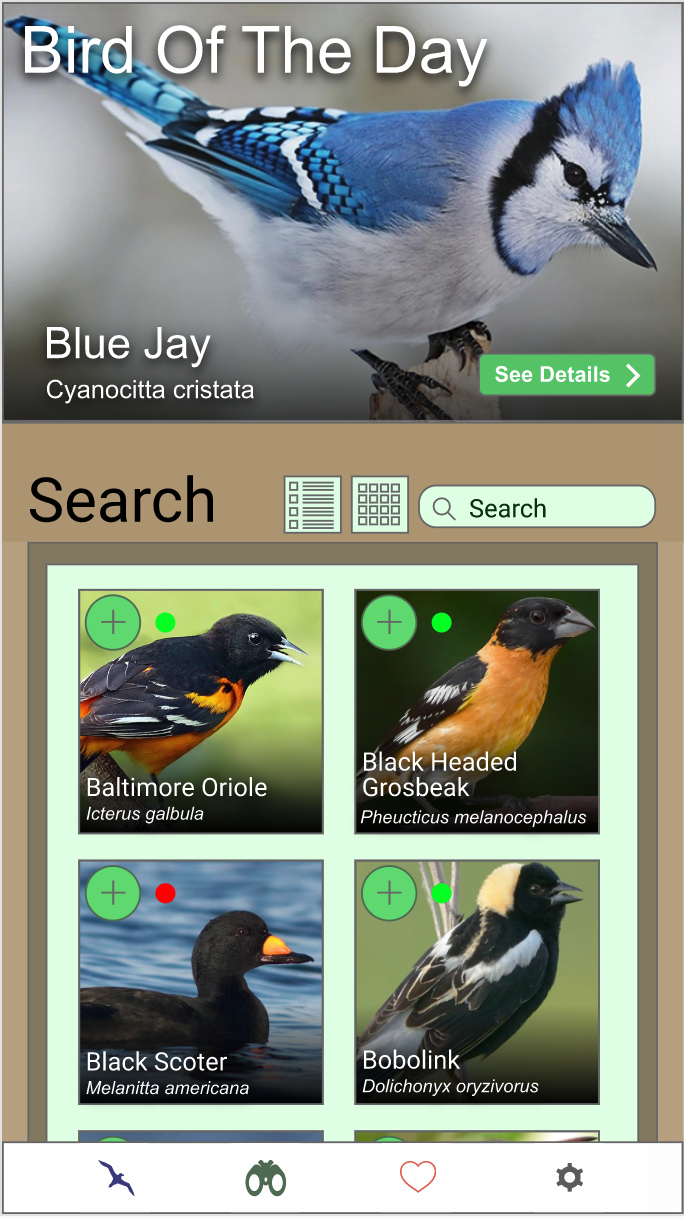 Bird Of The Day
Blue Jay
Cyanocitta cristata
See Details
Search
Search
Baltimore Oriole
Icterus galbula
Black Headed
Grosbeak
Pheucticus melanocephalus
Black Scoter
Melanitta americana
Bobolink
Dolichonyx oryzivorus